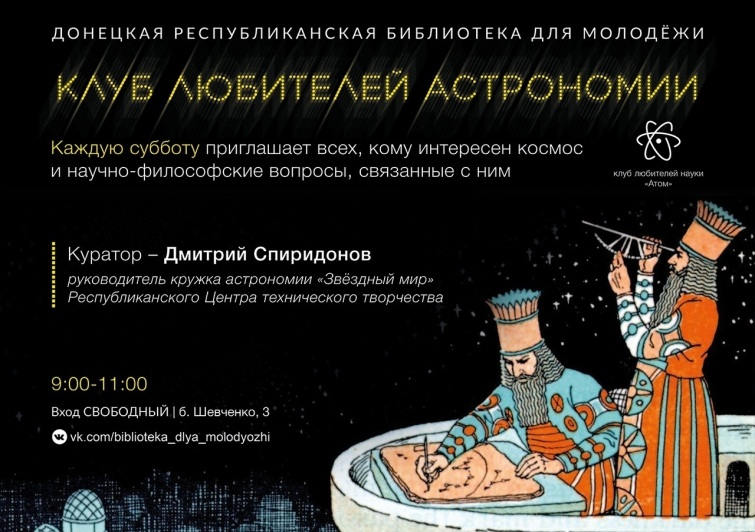 ДОНЕЦКАЯ РЕСПУБЛИКАНСКАЯ БИБЛИОТЕКА ДЛЯ МОЛОДЁЖИ
КЛУБ ЛЮБИТЕЛЕЙ АСТРОНОМИИ
Каждую субботу приглашает всех, кому интересен космос
и научно-философские вопросы, связанные с ним
клуб любителей науки
«Атом»
Куратор – Дмитрий Спиридонов
руководитель кружка астрономии «Звёздный мир»
Республиканского Центра технического творчества
9:00-11:00
Вход СВОБОДНЫЙ | б. Шевченко, 3
vk.com/biblioteka_dlya_molodyozhi